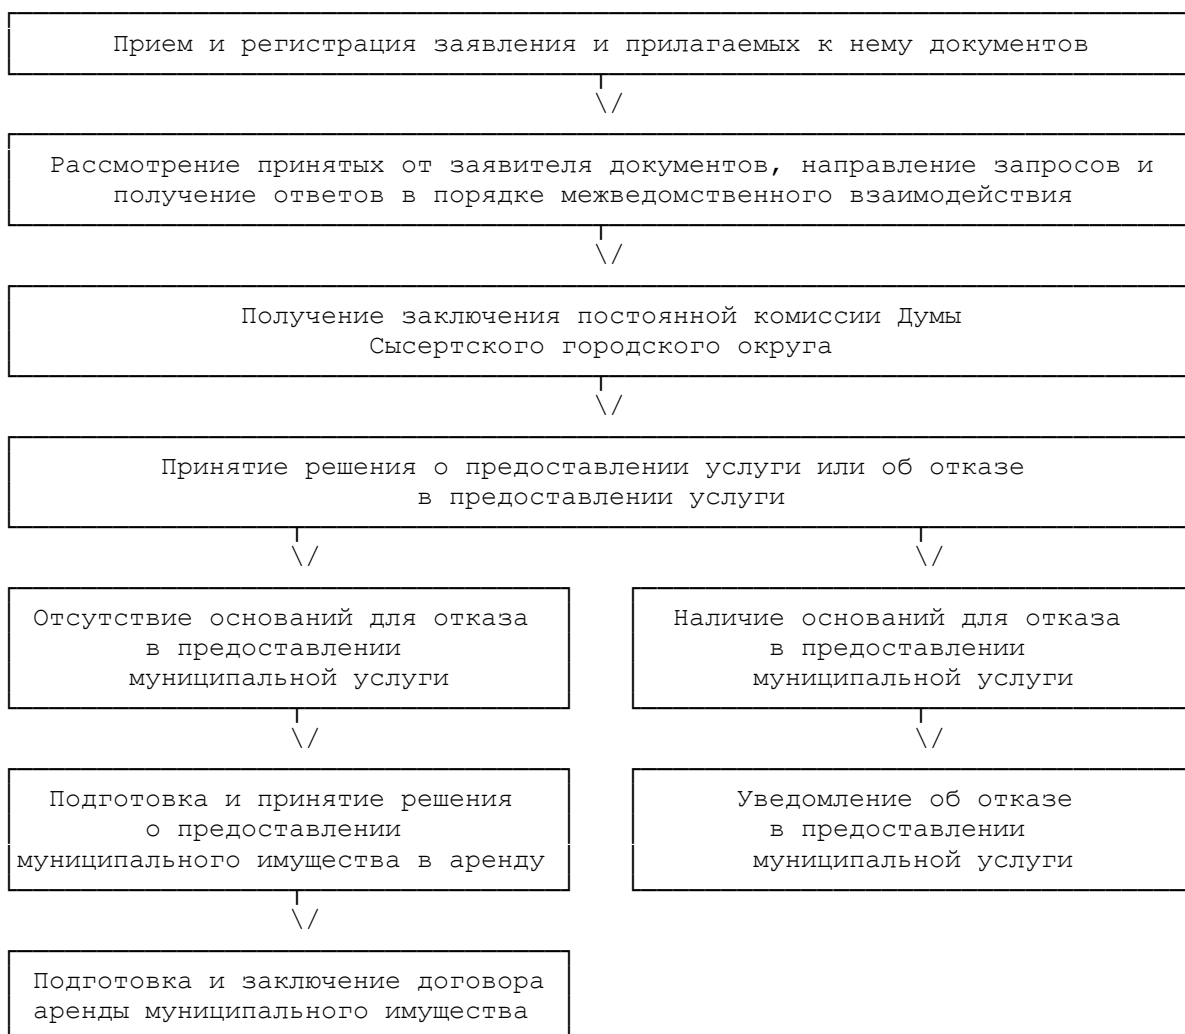 Прием и регистрация заявления и прилагаемых к нему документов
\/
Рассмотрение принятых от заявителя документов, направление запросов и
получение ответов в порядке межведомственного взаимодействия
\/
Получение заключения постоянной комиссии Думы
Сысертского городского округа
\/
Принятие решения о предоставлении услуги или об отказе
в предоставлении услуги
\/
\/
Отсутствие оснований для отказа
в предоставлении
муниципальной услуги
Наличие оснований для отказа
в предоставлении
муниципальной услуги
\/
\/
Подготовка и принятие решения
о предоставлении
муниципального имущества в аренду
Уведомление об отказе
в предоставлении
муниципальной услуги
\/
Подготовка и заключение договора
аренды муниципального имущества